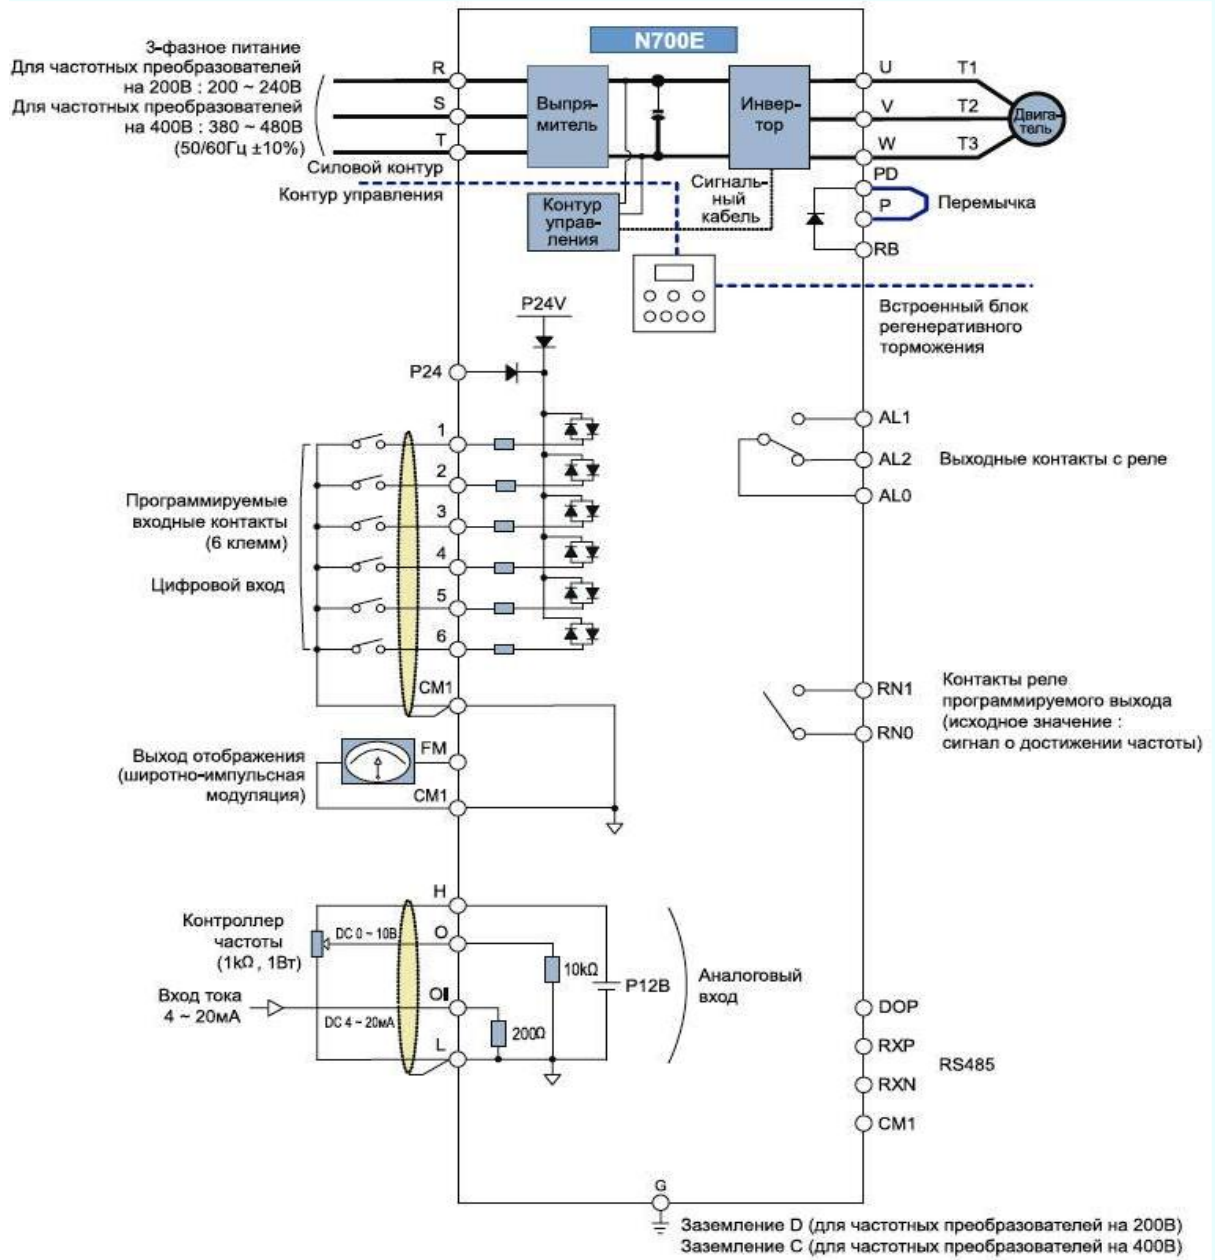 N700E
3-фазное питание
Для частотных преобразователей
на 200В : 200 ~ 240В
Для частотных преобразователей
на 400В : 380 ~ 480В
(50/60Гц ±10%)
R
S
T
Выпря-
митель
Инвер-
тор
U
V
W
T1
T2
T3
Двига-
тель
Силовой контур
Контур управления
Контур
управ-
ления
Сигналь-
ный
кабель
PD
P
RB
Перемычка
Встроенный блок
регенеративного
торможения
P24V
P24
1
2
3
4
5
6
CM1
Программируемые
входные контакты
(6 клемм)
Цифровой вход
AL1
AL2
AL0
Выходные контакты с реле
RN1
RN0
Контакты реле
программируемого выхода
(исходное значение :
сигнал о достижении частоты)
Выход отображения
(широтно-импульсная
модуляция)
FM
CM1
H
O
OI
L
Контроллер
частоты
(1kΩ , 1Вт)
DC 0 ~ 10В
Вход тока
4 ~ 20мА
DC 4 ~ 20мА
10kΩ
200Ω
P12В
Аналоговый
вход
DOP
RXP
RXN
CM1
RS485
G
Заземление D (для частотных преобразователей на 200В)
Заземление C (для частотных преобразователей на 400В)